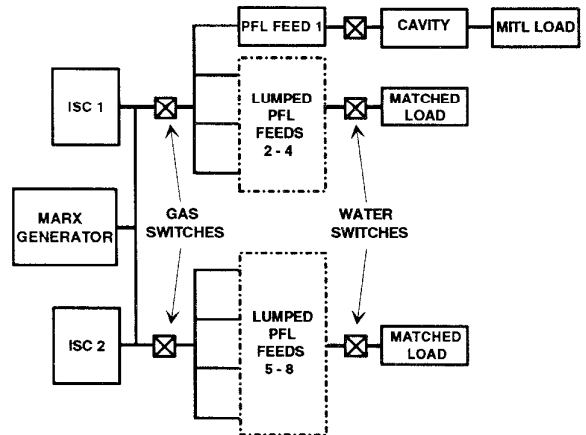 PFL FEED 1
CAVITY
MITL LOAD
ISC 1
LUMPED
PFL
FEEDS
2 - 4
MATCHED
LOAD
MARX
GENERATOR
GAS
SWITCHES
WATER
SWITCHES
ISC 2
LUMPED
PFL
FEEDS
5 - 8
MATCHED
LOAD